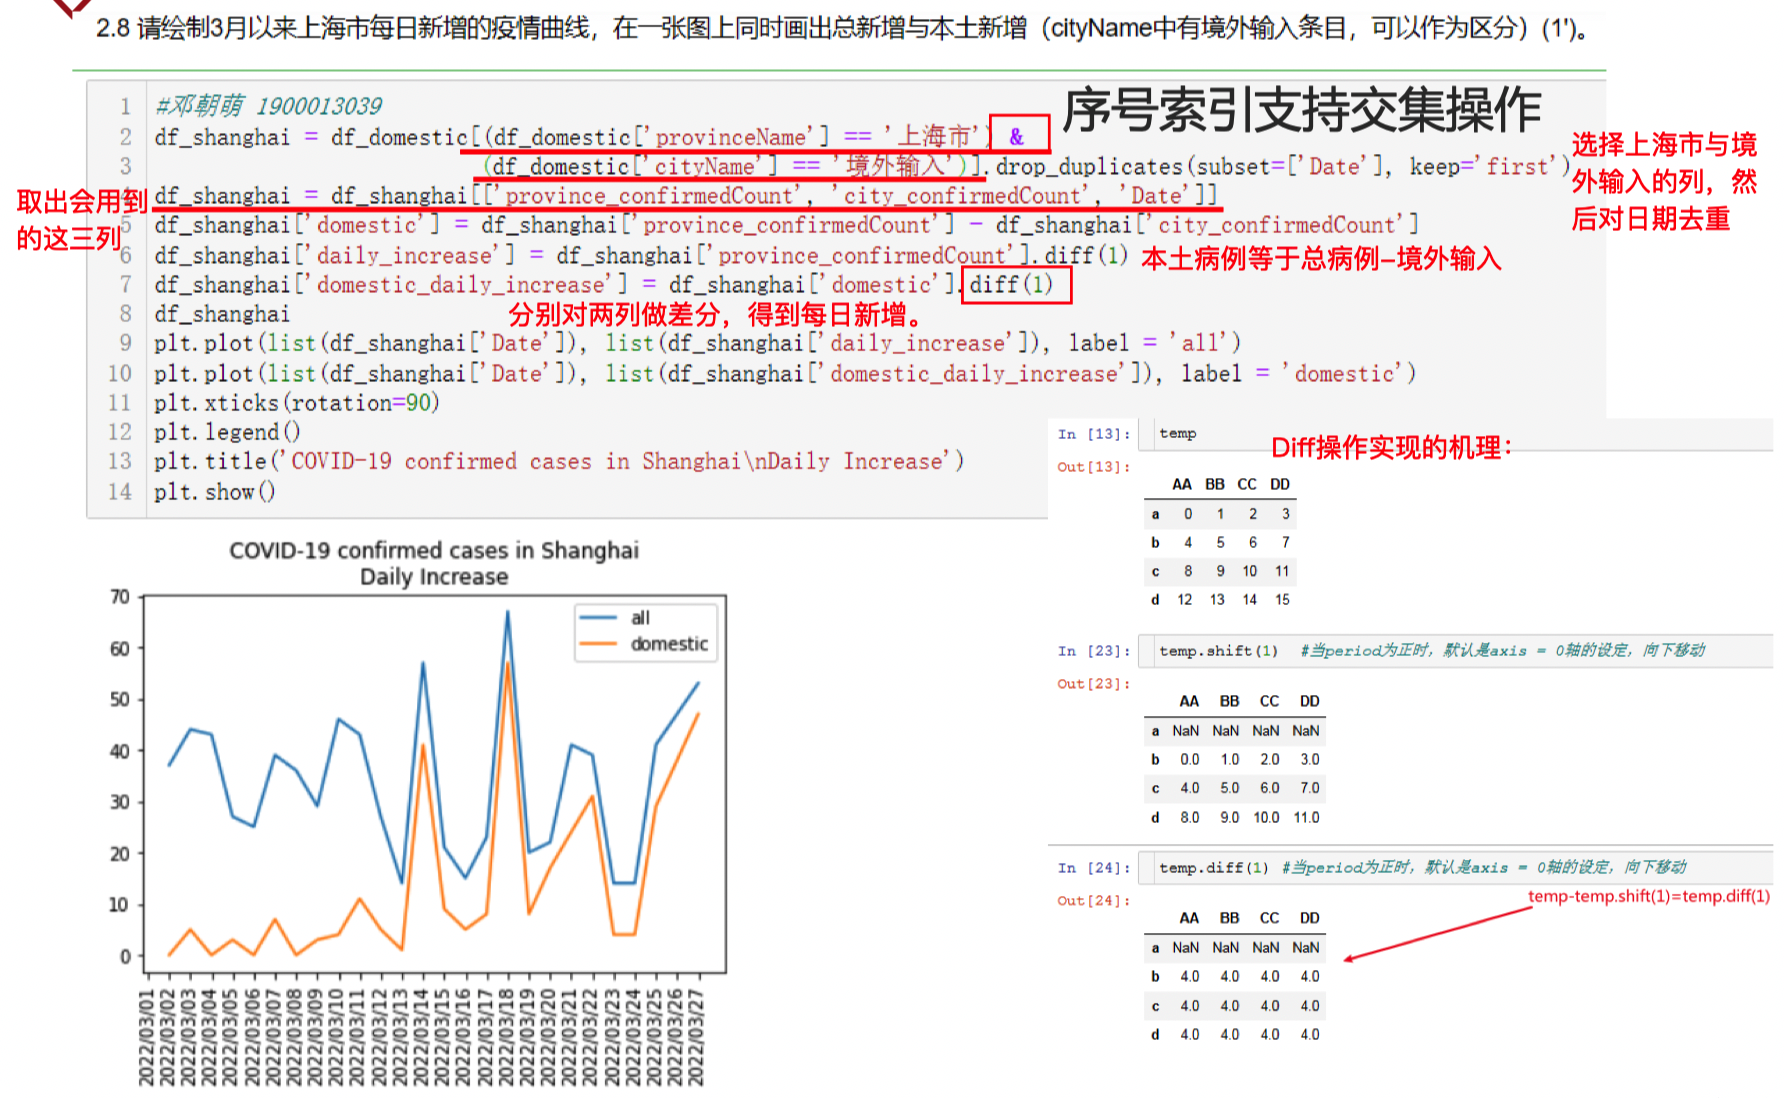 2.8 请绘制3月以来上海市每日新增的疫情曲线，在一张图上同时画出总新增与本土新增（cityName中有境外输入条目，可以作为区分）(1')。
序号索引支持交集操作
1 #邓朝萌 1900013039
2 df_shanghai = df_domestic[(df_domestic['provinceName'] == '上海市') &
3 (df_domestic['cityName'] == '境外输入')].drop_duplicates(subset=['Date'], keep='first')
4 df_shanghai = df_shanghai[['province_confirmedCount', 'city_confirmedCount', 'Date']]
5 df_shanghai['domestic'] = df_shanghai['province_confirmedCount'] - df_shanghai['city_confirmedCount']
6 df_shanghai['daily_increase'] = df_shanghai['province_confirmedCount'].diff(1)
7 df_shanghai['domestic_daily_increase'] = df_shanghai['domestic'].diff(1)
8 df_shanghai
9 plt.plot(list(df_shanghai['Date']), list(df_shanghai['daily_increase']), label = 'all')
10 plt.plot(list(df_shanghai['Date']), list(df_shanghai['domestic_daily_increase']), label = 'domestic')
11 plt.xticks(rotation=90)
12 plt.legend()
13 plt.title('COVID-19 confirmed cases in Shanghai\nDaily Increase')
14 plt.show()
选择上海市与境
外输入的列，然
后对日期去重
取出会用到
的这三列
本土病例等于总病例-境外输入
分别对两列做差分，得到每日新增。
COVID-19 confirmed cases in Shanghai
Daily Increase
all
domestic
70
60
50
40
30
20
10
0
2022/03/01
2022/03/02
2022/03/03
2022/03/04
2022/03/05
2022/03/06
2022/03/07
2022/03/08
2022/03/09
2022/03/10
2022/03/11
2022/03/12
2022/03/13
2022/03/14
2022/03/15
2022/03/16
2022/03/17
2022/03/18
2022/03/19
2022/03/20
2022/03/21
2022/03/22
2022/03/23
2022/03/24
2022/03/25
2022/03/26
2022/03/27
In [13]: temp
Diff操作实现的机理：
Out[13]:
AA BB CC DD
a 0 1 2 3
b 4 5 6 7
c 8 9 10 11
d 12 13 14 15
In [23]: temp.shift(1) #当period为正时，默认是axis = 0轴的设定，向下移动
Out[23]:
AA BB CC DD
a NaN NaN NaN NaN
b 0.0 1.0 2.0 3.0
c 4.0 5.0 6.0 7.0
d 8.0 9.0 10.0 11.0
In [24]: temp.diff(1) #当period为正时，默认是axis = 0轴的设定，向下移动
Out[24]:
temp-temp.shift(1)=temp.diff(1)
AA BB CC DD
a NaN NaN NaN NaN
b 4.0 4.0 4.0 4.0
c 4.0 4.0 4.0 4.0
d 4.0 4.0 4.0 4.0